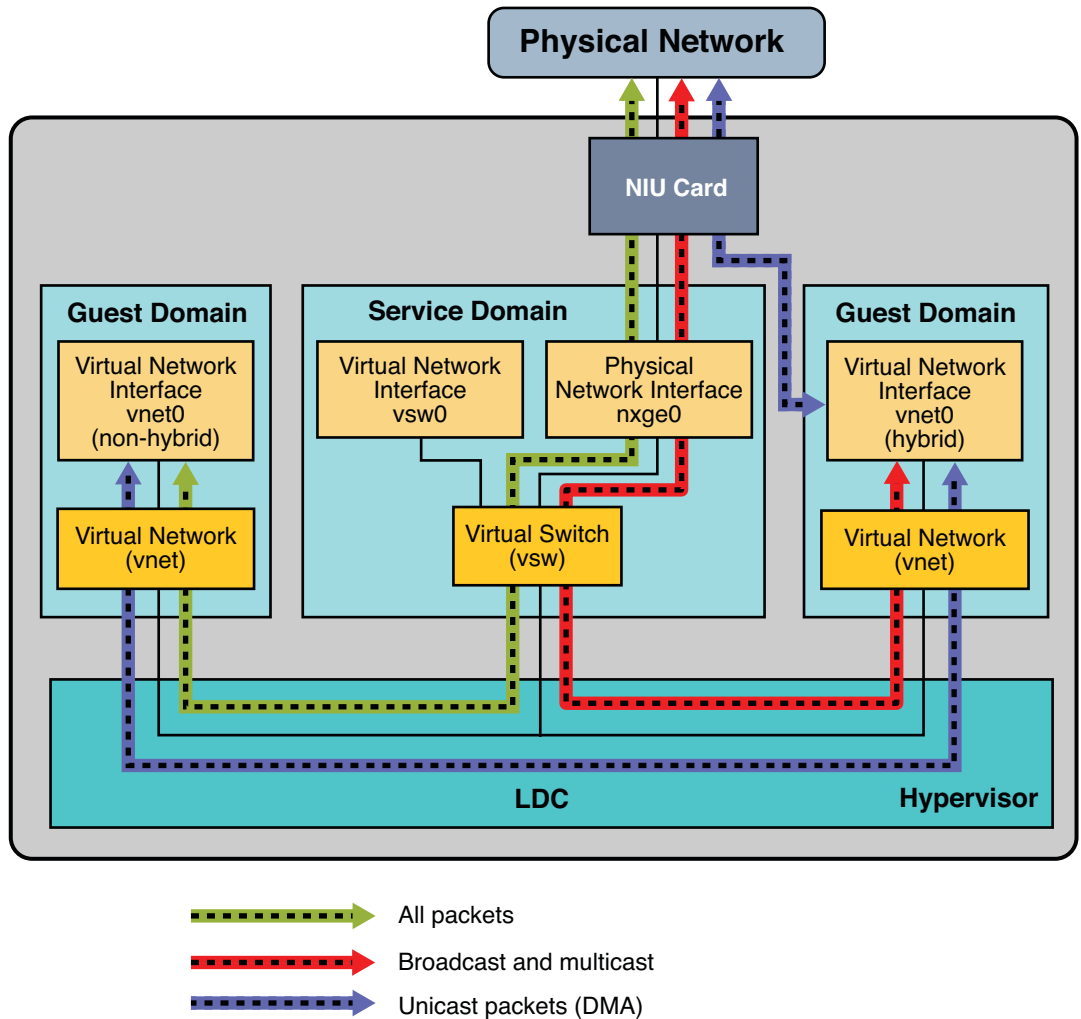 Physical Network
NIU Card
Guest Domain
Virtual Network
Interface
vnet0
(non-hybrid)
Virtual Network
(vnet)
Service Domain
Virtual Network
Interface
vsw0
Physical
Network Interface
nxge0
Virtual Switch
(vsw)
Guest Domain
Virtual Network
Interface
vnet0
(hybrid)
Virtual Network
(vnet)
LDC
Hypervisor
All packets
Broadcast and multicast
Unicast packets (DMA)